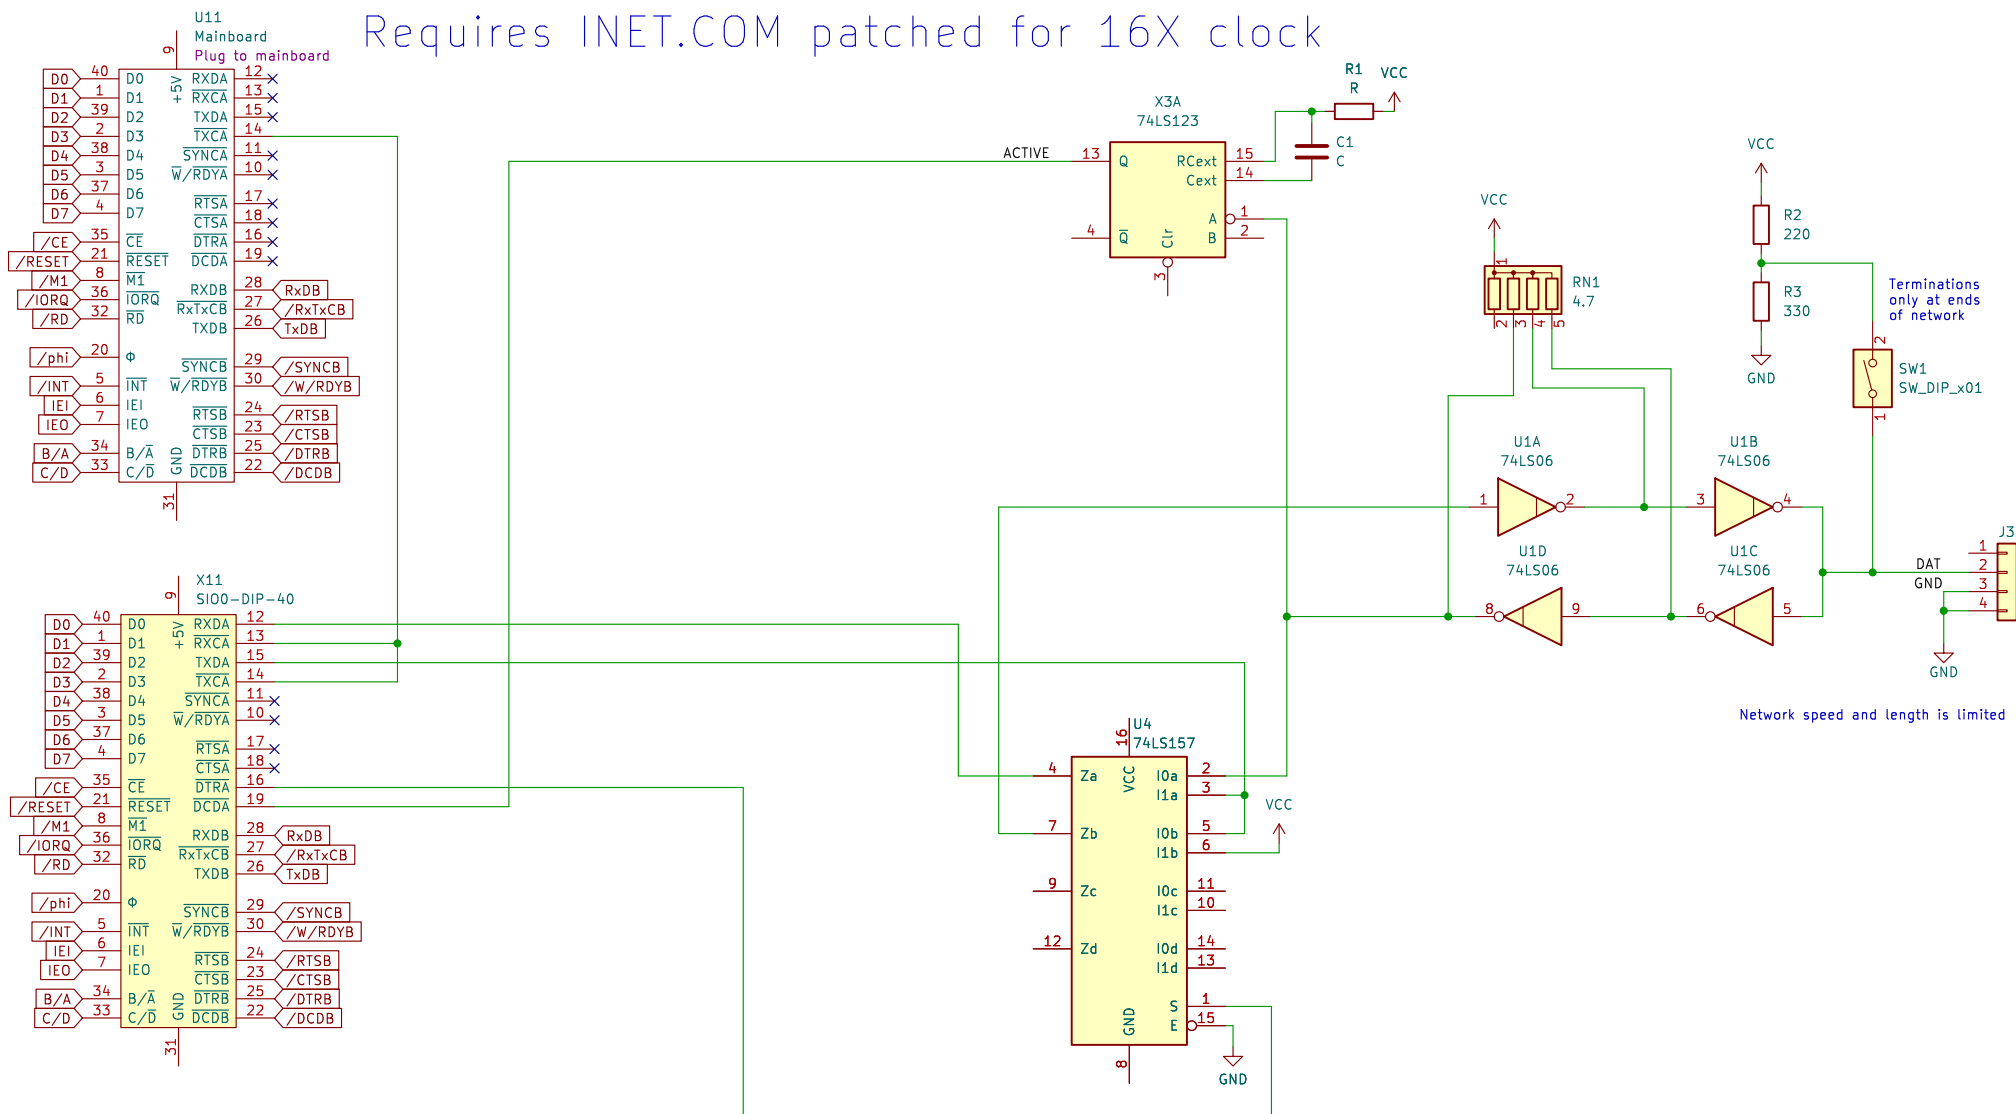 Requires INET.COM patched for 16X clock
U11
Mainboard
Plug to mainboard
9
+5V
D0 40 D0
D1 1 D1
D2 39 D2
D3 2 D3
D4 38 D4
D5 3 D5
D6 37 D6
D7 4 D7
/CE 35 CE
/RESET 21 RESET
/M1 8 M1
/IORQ 36 IORQ
/RD 32 RD
/phi 20 Φ
/INT 5 INT
IEI 6 IEI
IEO 7 IEO
B/A 34 B/A
C/D 33 C/D
RXDA 12
RXCA 13
TXDA 15
TXCA 14
SYNCA 11
W/RDYA 10
RTSA 17
CTSA 18
DTRA 16
DCDA 19
RXDB 28 RxDB
RxTxCB 27 /RxTxCB
TXDB 26 TxDB
SYNCB 29 /SYNCB
W/RDYB 30 /W/RDYB
RTSB 24 /RTSB
CTSB 23 /CTSB
DTRB 25 /DTRB
DCDB 22 /DCDB
GND
31
X11
SIO0-DIP-40
9
+5V
D0 40 D0
D1 1 D1
D2 39 D2
D3 2 D3
D4 38 D4
D5 3 D5
D6 37 D6
D7 4 D7
/CE 35 CE
/RESET 21 RESET
/M1 8 M1
/IORQ 36 IORQ
/RD 32 RD
/phi 20 Φ
/INT 5 INT
IEI 6 IEI
IEO 7 IEO
B/A 34 B/A
C/D 33 C/D
RXDA 12
RXCA 13
TXDA 15
TXCA 14
SYNCA 11
W/RDYA 10
RTSA 17
CTSA 18
DTRA 16
DCDA 19
RXDB 28 RxDB
RxTxCB 27 /RxTxCB
TXDB 26 TxDB
SYNCB 29 /SYNCB
W/RDYB 30 /W/RDYB
RTSB 24 /RTSB
CTSB 23 /CTSB
DTRB 25 /DTRB
DCDB 22 /DCDB
GND
31
X3A
74LS123
ACTIVE
13 Q
4 Q
RCext 15
Cext 14
A 1
B 2
Clr
3
R1
R
VCC
C1
C
VCC
1
RN1
4.7
2 3 4 5
VCC
R2
220
R3
330
GND
Terminations
only at ends
of network
2
SW1
SW_DIP_x01
1
U1A
74LS06
1 2
U1B
74LS06
3 4
U1D
74LS06
8 9
U1C
74LS06
6 5
J3
1
DAT 2
GND 3
4
GND
Network speed and length is limited
U4
74LS157
16
VCC
4 Za
7 Zb
9 Zc
12 Zd
I0a 2
I1a 3
I0b 5
I1b 6
I0c 11
I1c 10
I0d 14
I1d 13
S 1
E 15
GND
8
VCC
GND